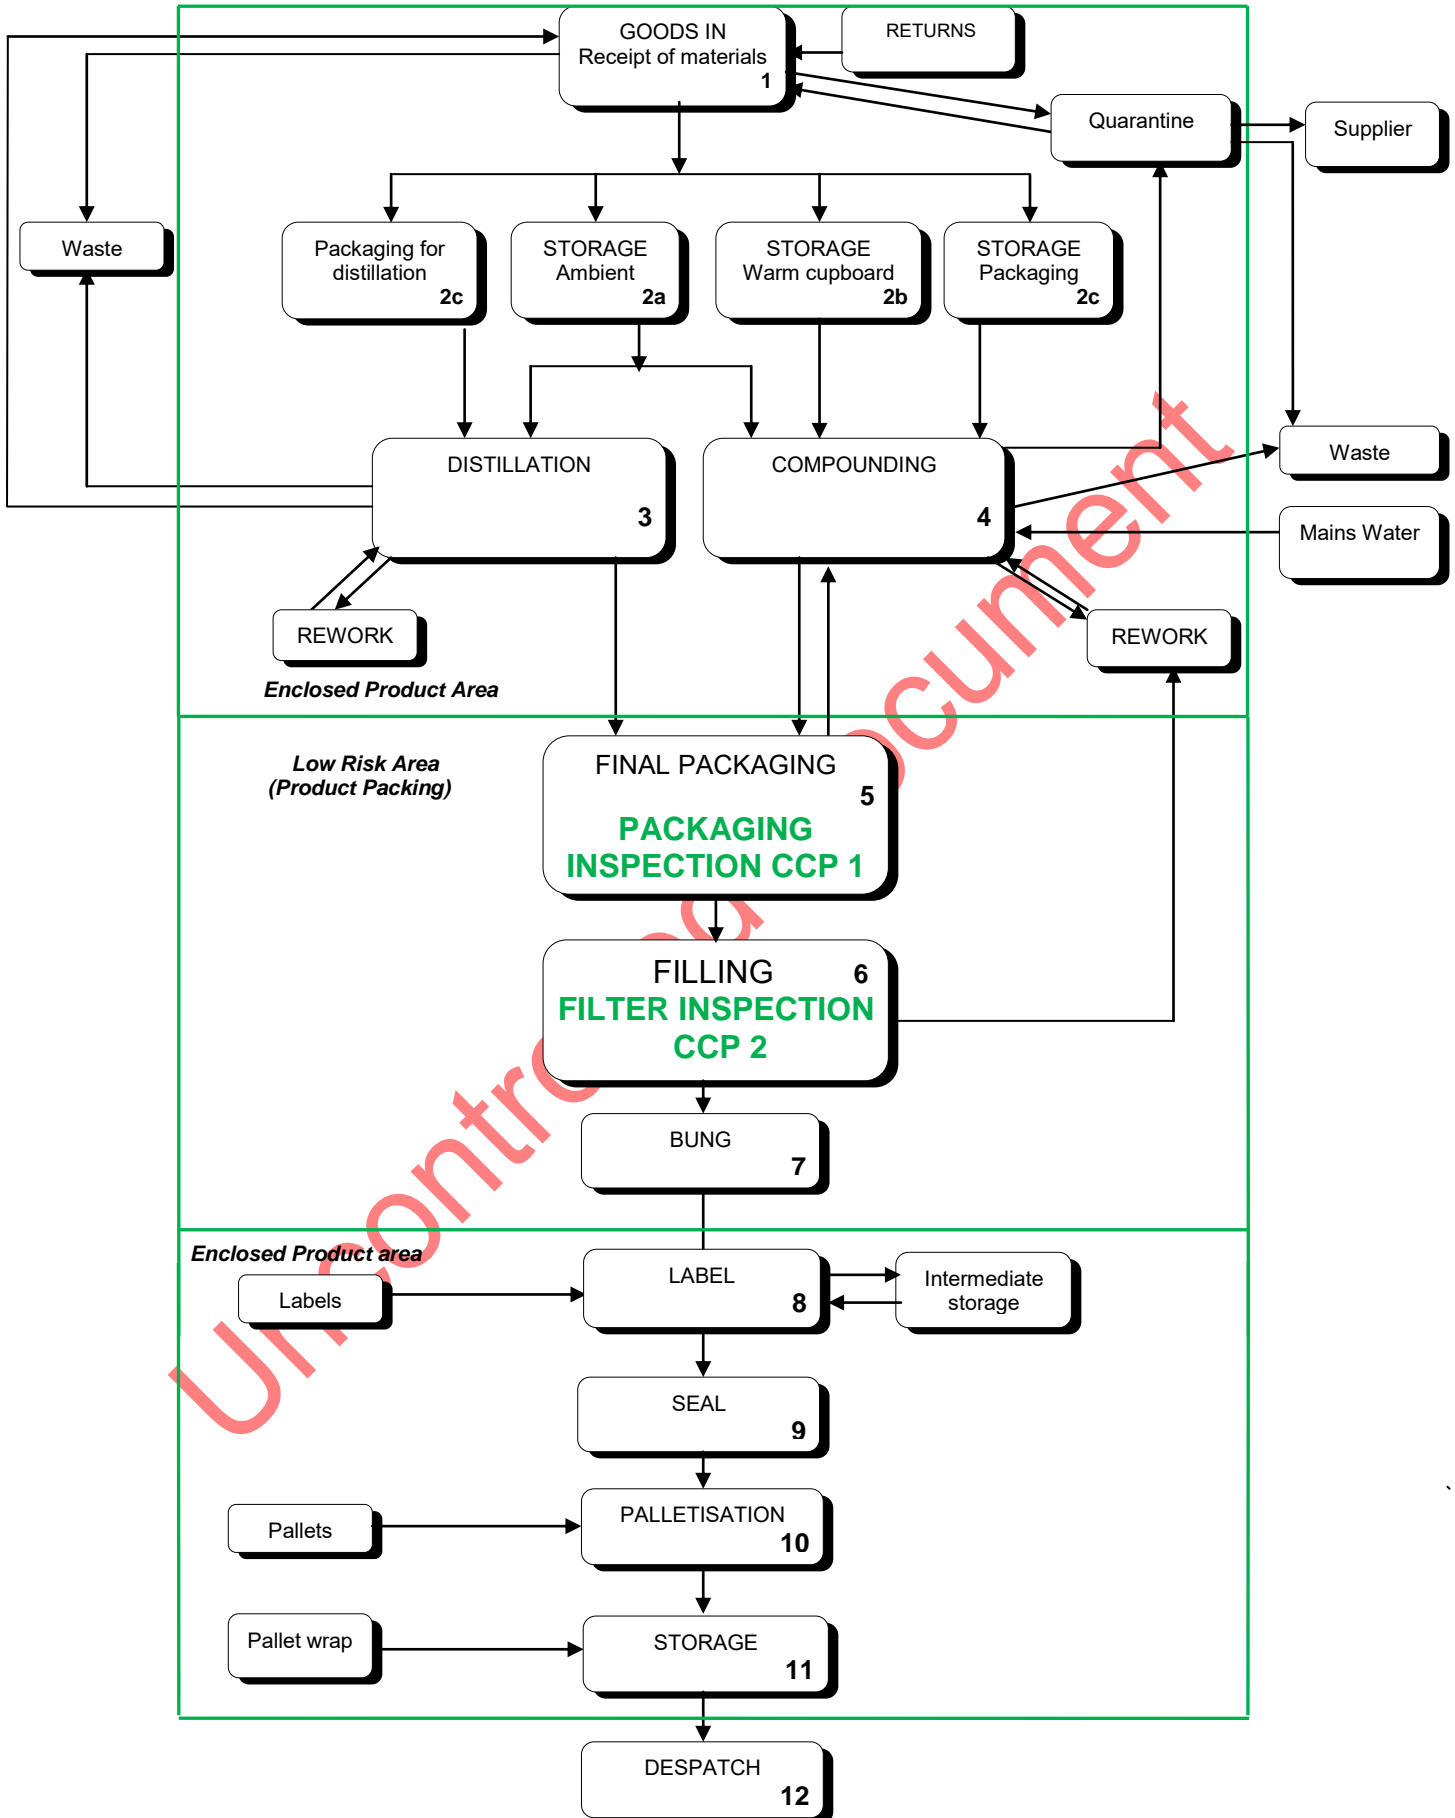 GOODS IN
Receipt of materials
1
RETURNS
Quarantine
Supplier
Waste
Packaging for
distillation
2c
STORAGE
Ambient
2a
STORAGE
Warm cupboard
2b
STORAGE
Packaging
2c
DISTILLATION
3
COMPOUNDING
4
Waste
Mains Water
REWORK
REWORK
Enclosed Product Area
Low Risk Area
(Product Packing)
FINAL PACKAGING
5
PACKAGING
INSPECTION CCP 1
FILLING 6
FILTER INSPECTION
CCP 2
BUNG
7
Enclosed Product area
Labels
LABEL
8
Intermediate
storage
SEAL
9
Pallets
PALLETISATION
10
Pallet wrap
STORAGE
11
DESPATCH
12
Uncontrolled Document